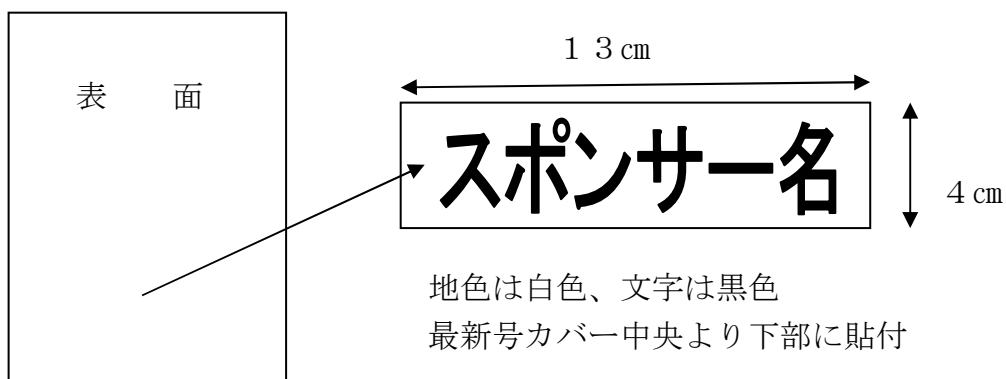 １３㎝
表　面
スポンサー名
４㎝
地色は白色、文字は黒色
最新号カバー中央より下部に貼付